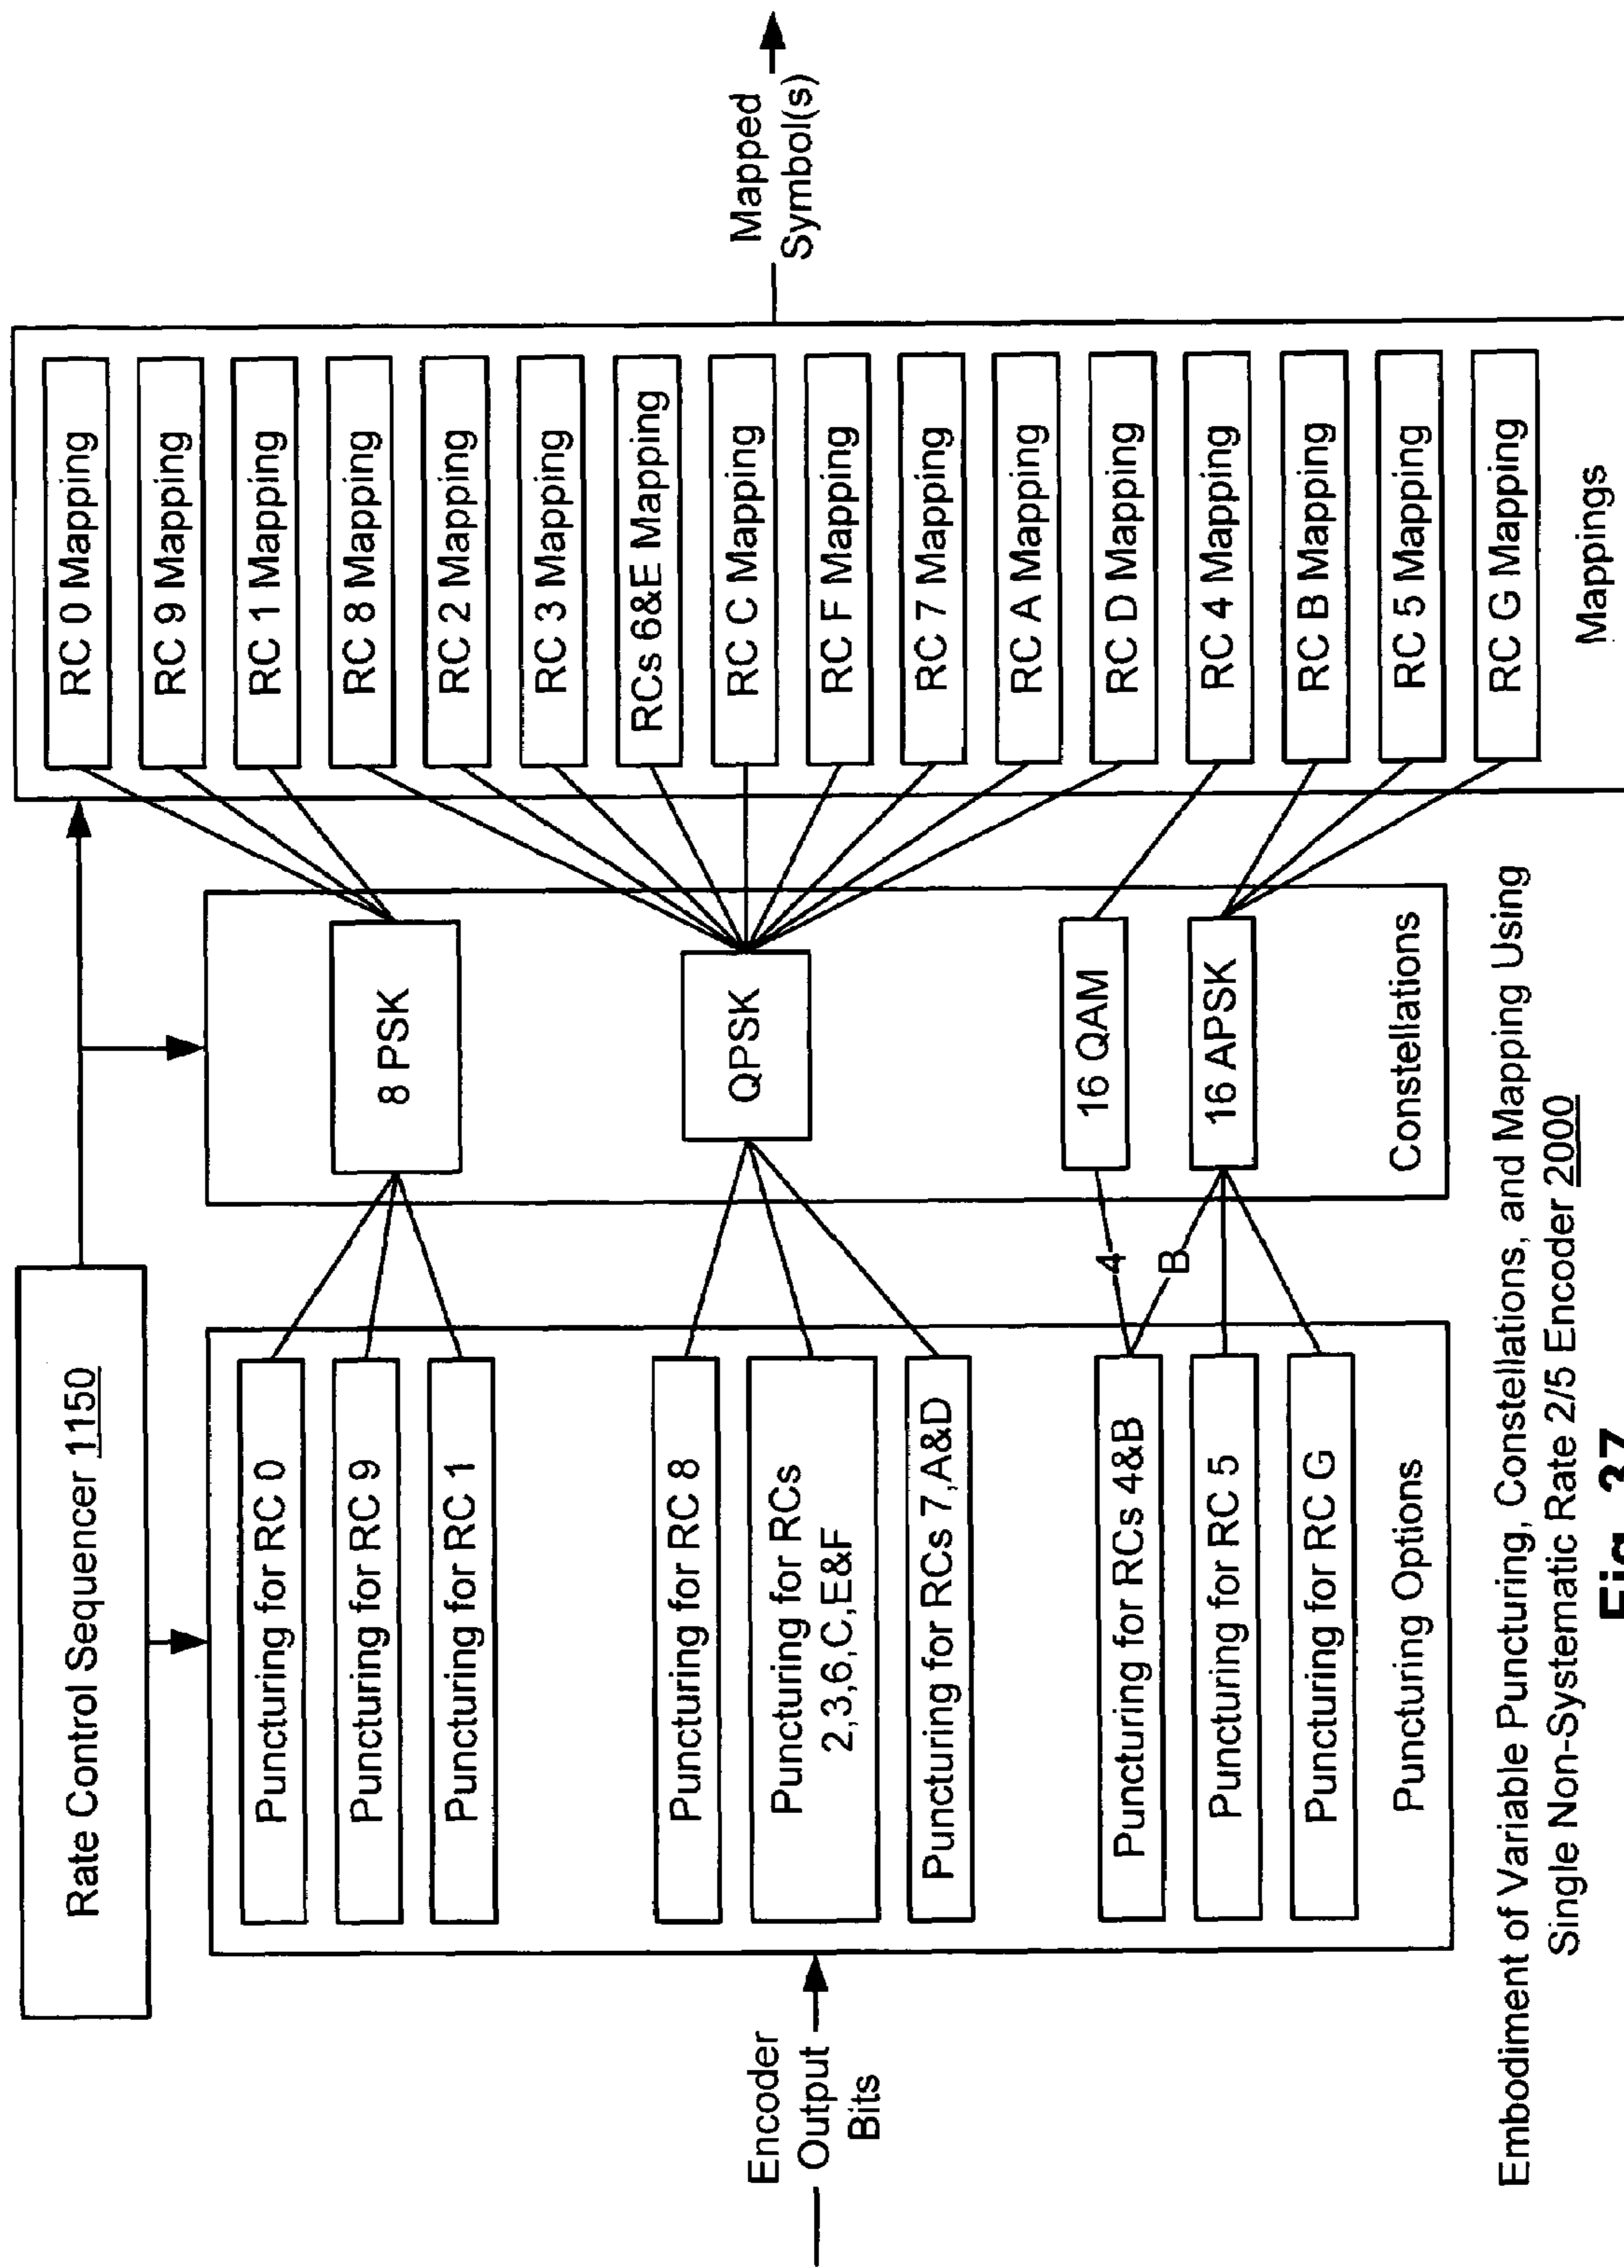 Rate Control Sequencer 1150
Encoder
Output
Bits
Puncturing for RC 0
Puncturing for RC 9
Puncturing for RC 1
Puncturing for RC 8
Puncturing for RCs
2,3,6,C,E&F
Puncturing for RCs 7,A&D
Puncturing for RCs 4&B
Puncturing for RC 5
Puncturing for RC G
Puncturing Options
4
B
8 PSK
QPSK
16 QAM
16 APSK
Constellations
RC 0 Mapping
RC 9 Mapping
RC 1 Mapping
RC 8 Mapping
RC 2 Mapping
RC 3 Mapping
RCs 6&E Mapping
RC C Mapping
RC F Mapping
RC 7 Mapping
RC A Mapping
RC D Mapping
RC 4 Mapping
RC B Mapping
RC 5 Mapping
RC G Mapping
Mappings
Mapped
Symbol(s)
Embodiment of Variable Puncturing, Constellations, and Mapping Using
Single Non-Systematic Rate 2/5 Encoder 2000